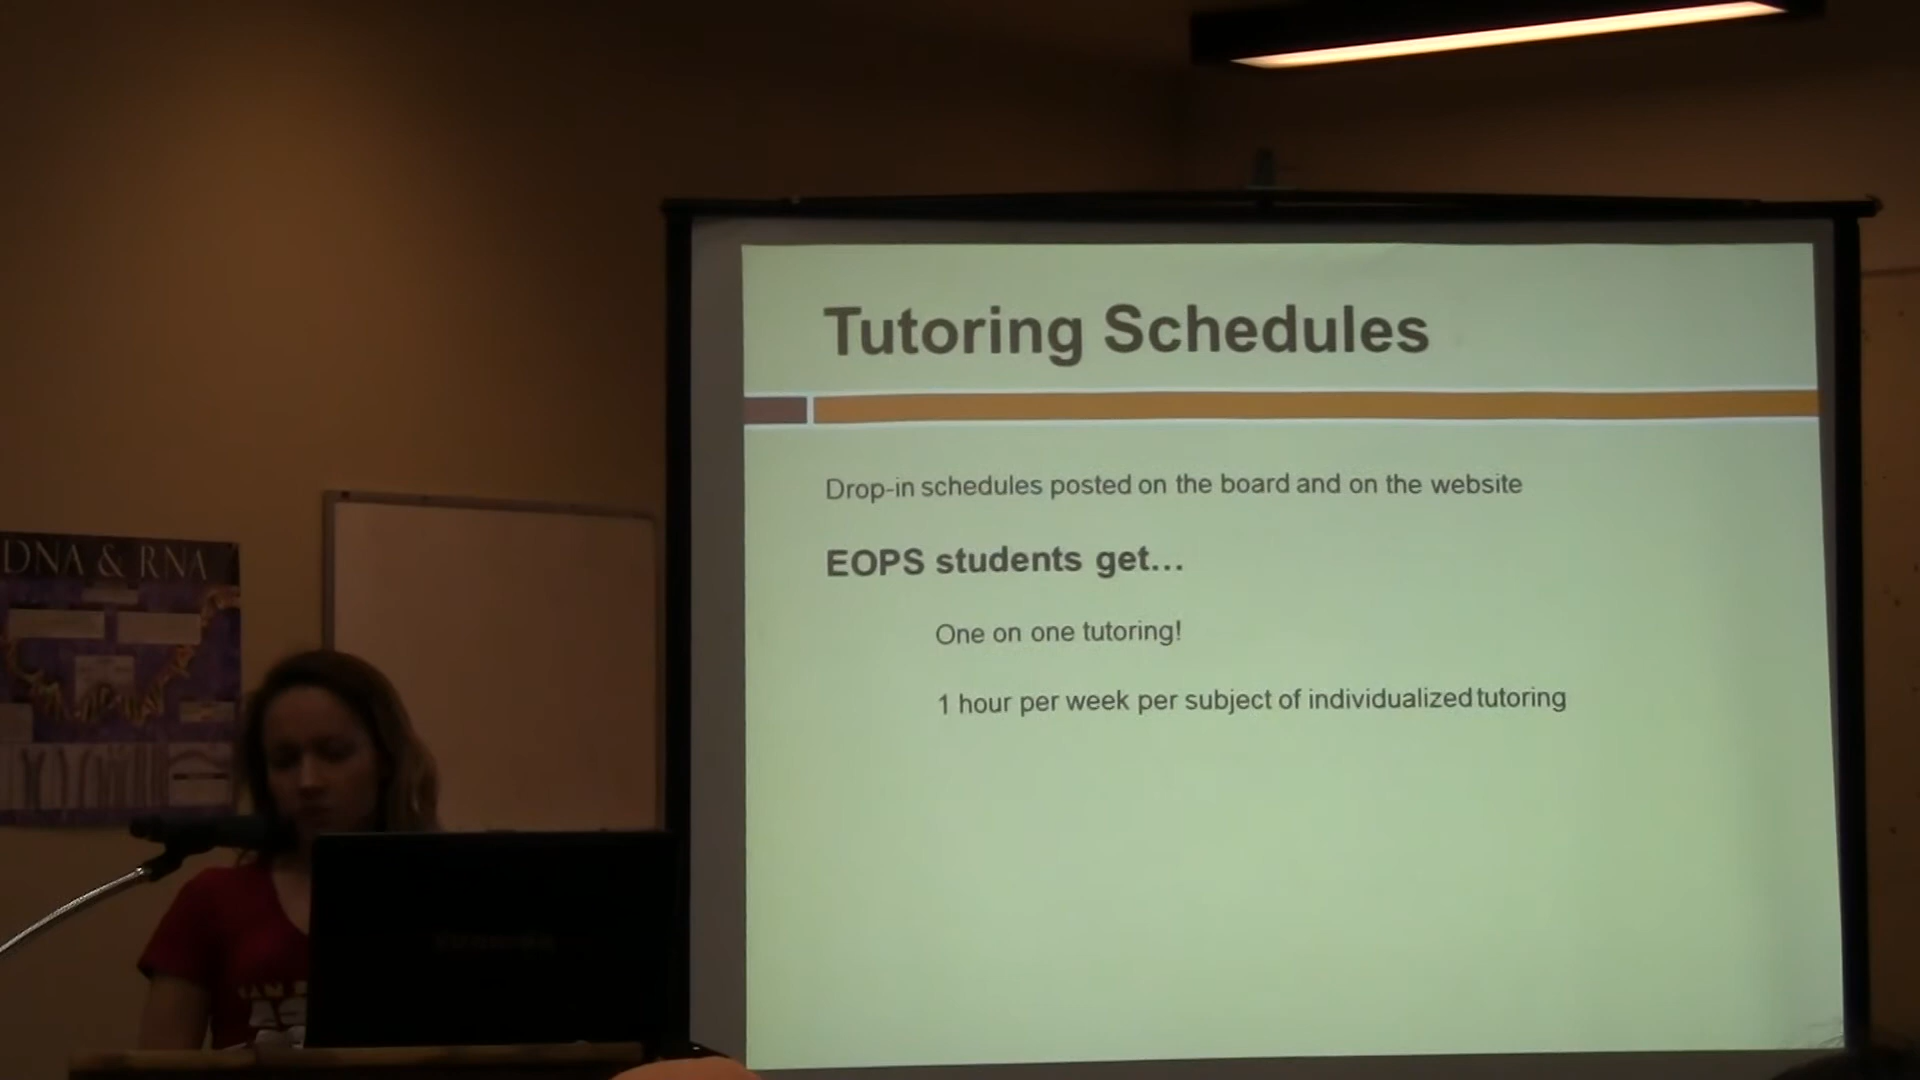 Tutoring Schedules
Drop-in schedules posted on the board and on the website
EOPS students get...
One on one tutoring!
1 hour per week per subject of individualized tutoring
DNA & RNA